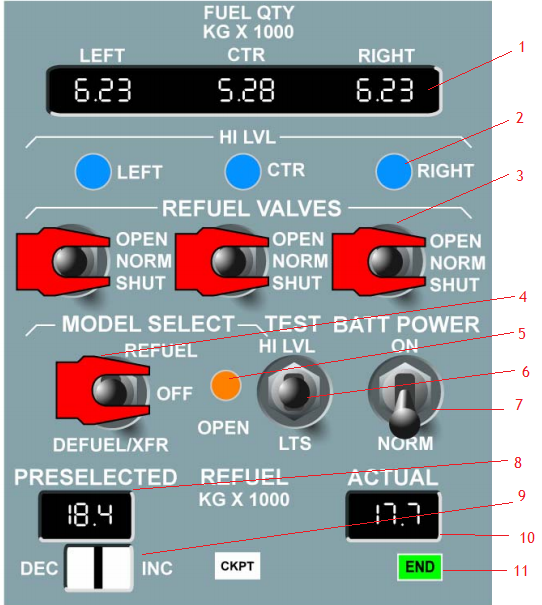 FUEL QTY
KG X 1000
LEFT CTR RIGHT
6.23 5.28 6.23
1
HI LVL
2
LEFT CTR RIGHT
3
REFUEL VALVES
OPEN OPEN OPEN
NORM NORM NORM
SHUT SHUT SHUT
4
MODEL SELECT TEST BATT POWER
5
REFUEL HI LVL ON
6
OFF
7
OPEN
DEFUEL/XFR LTS NORM
8
PRESELECTED REFUEL ACTUAL
9
KG X 1000
18.4 17.7
10
DEC INC CKPT END
11